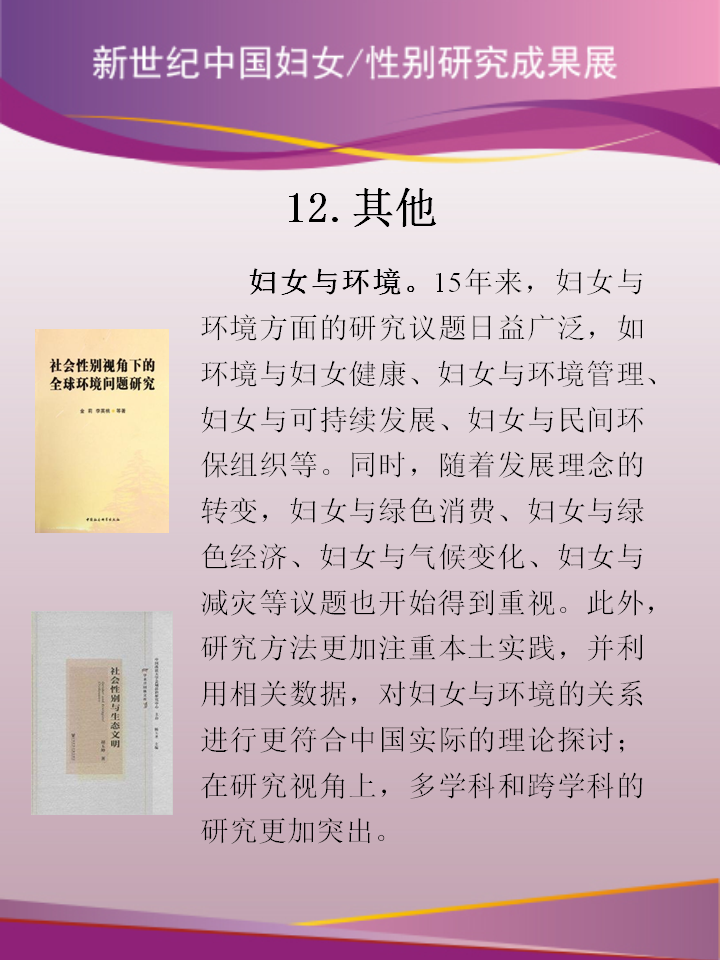 新世纪中国妇女/性别研究成果展
12.其他
妇女与环境。15年来，妇女与
环境方面的研究议题日益广泛，如
环境与妇女健康、妇女与环境管理、
妇女与可持续发展、妇女与民间环
保组织等。同时，随着发展理念的
转变，妇女与绿色消费、妇女与绿
色经济、妇女与气候变化、妇女与
减灾等议题也开始得到重视。此外，
研究方法更加注重本土实践，并利
用相关数据，对妇女与环境的关系
进行更符合中国实际的理论探讨；
在研究视角上，多学科和跨学科的
研究更加突出。
社会性别视角下的
全球环境问题研究
中国社会科学出版社
社会性别与生态文明